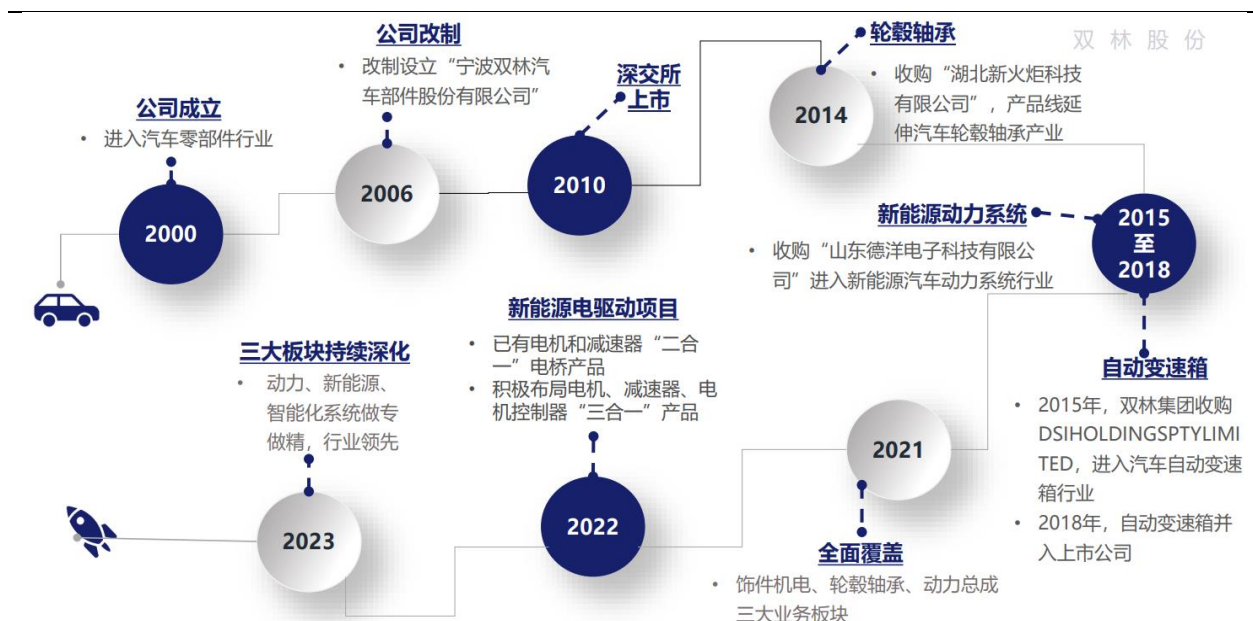 双林股份
公司成立
• 进入汽车零部件行业
2000
公司改制
• 改制设立“宁波双林汽
车部件股份有限公司”
2006
深交所
上市
2010
轮毂轴承
• 收购“湖北新火炬科技
有限公司”，产品线延
伸汽车轮毂轴承产业
2014
新能源动力系统
• 收购“山东德洋电子科技有限公
司”进入新能源汽车动力系统行业
2015
至
2018
自动变速箱
• 2015年，双林集团收购
DSIHOLDINGSPTYLIMI
TED，进入汽车自动变速
箱行业
• 2018年，自动变速箱并
入上市公司
2021
全面覆盖
• 饰件机电、轮毂轴承、动力总成
三大业务板块
新能源电驱动项目
• 已有电机和减速器“二合
一”电桥产品
• 积极布局电机、减速器、电
机控制器“三合一”产品
2022
三大板块持续深化
• 动力、新能源、
智能化系统做专
做精，行业领先
2023